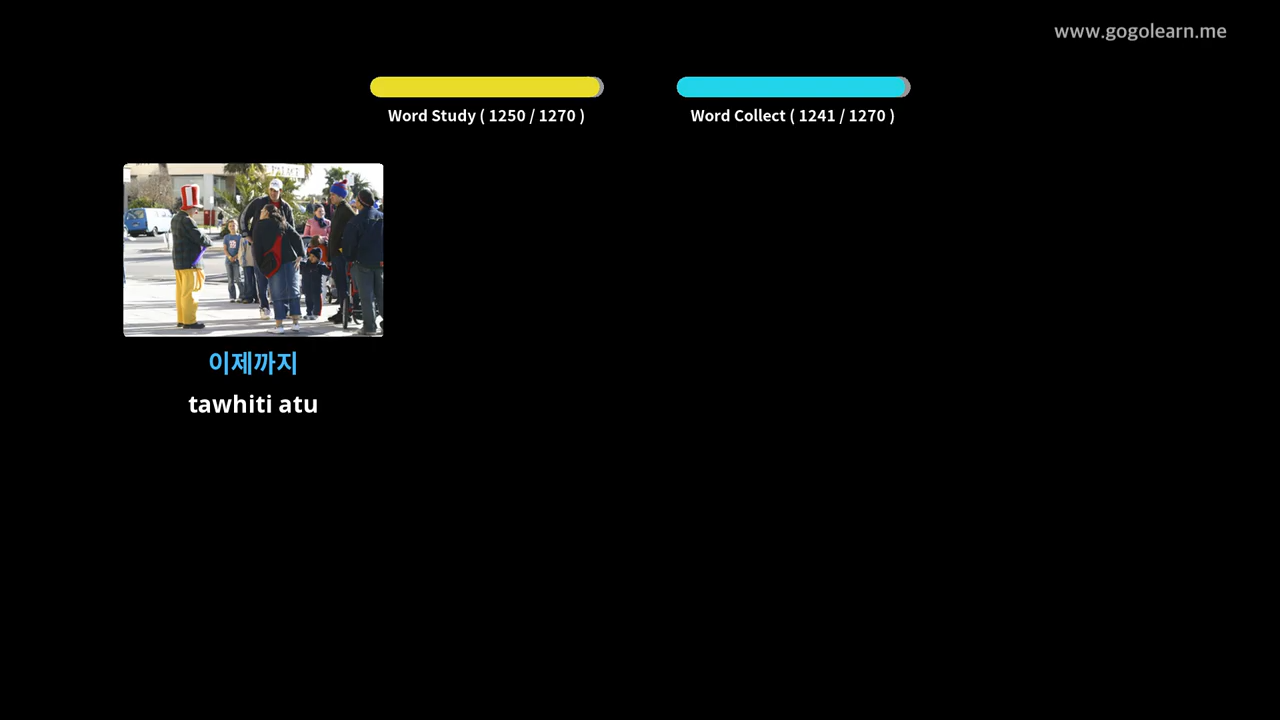 www.gogolearn.me
Word Study ( 1250 / 1270 )
Word Collect ( 1241 / 1270 )
이제까지
tawhiti atu